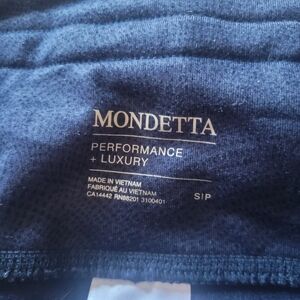 MONDETTA
PERFORMANCE
+ LUXURY
MADE IN VIETNAM
FABRIQUÉ AU VIETNAM
CA14442 RN88201 3100401
S|P